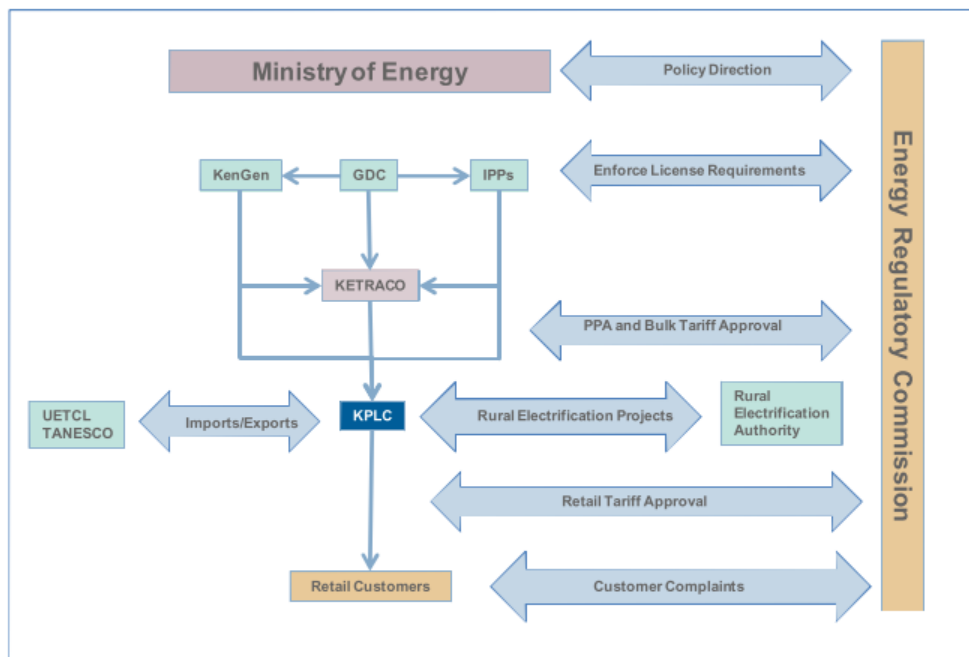 Ministry of Energy
Policy Direction
KenGen
GDC
IPPs
Enforce License Requirements
KETRACO
PPA and Bulk Tariff Approval
UETCL
TANESCO
Imports/Exports
KPLC
Rural Electrification Projects
Rural
Electrification
Authority
Retail Tariff Approval
Retail Customers
Customer Complaints
Energy Regulatory Commission